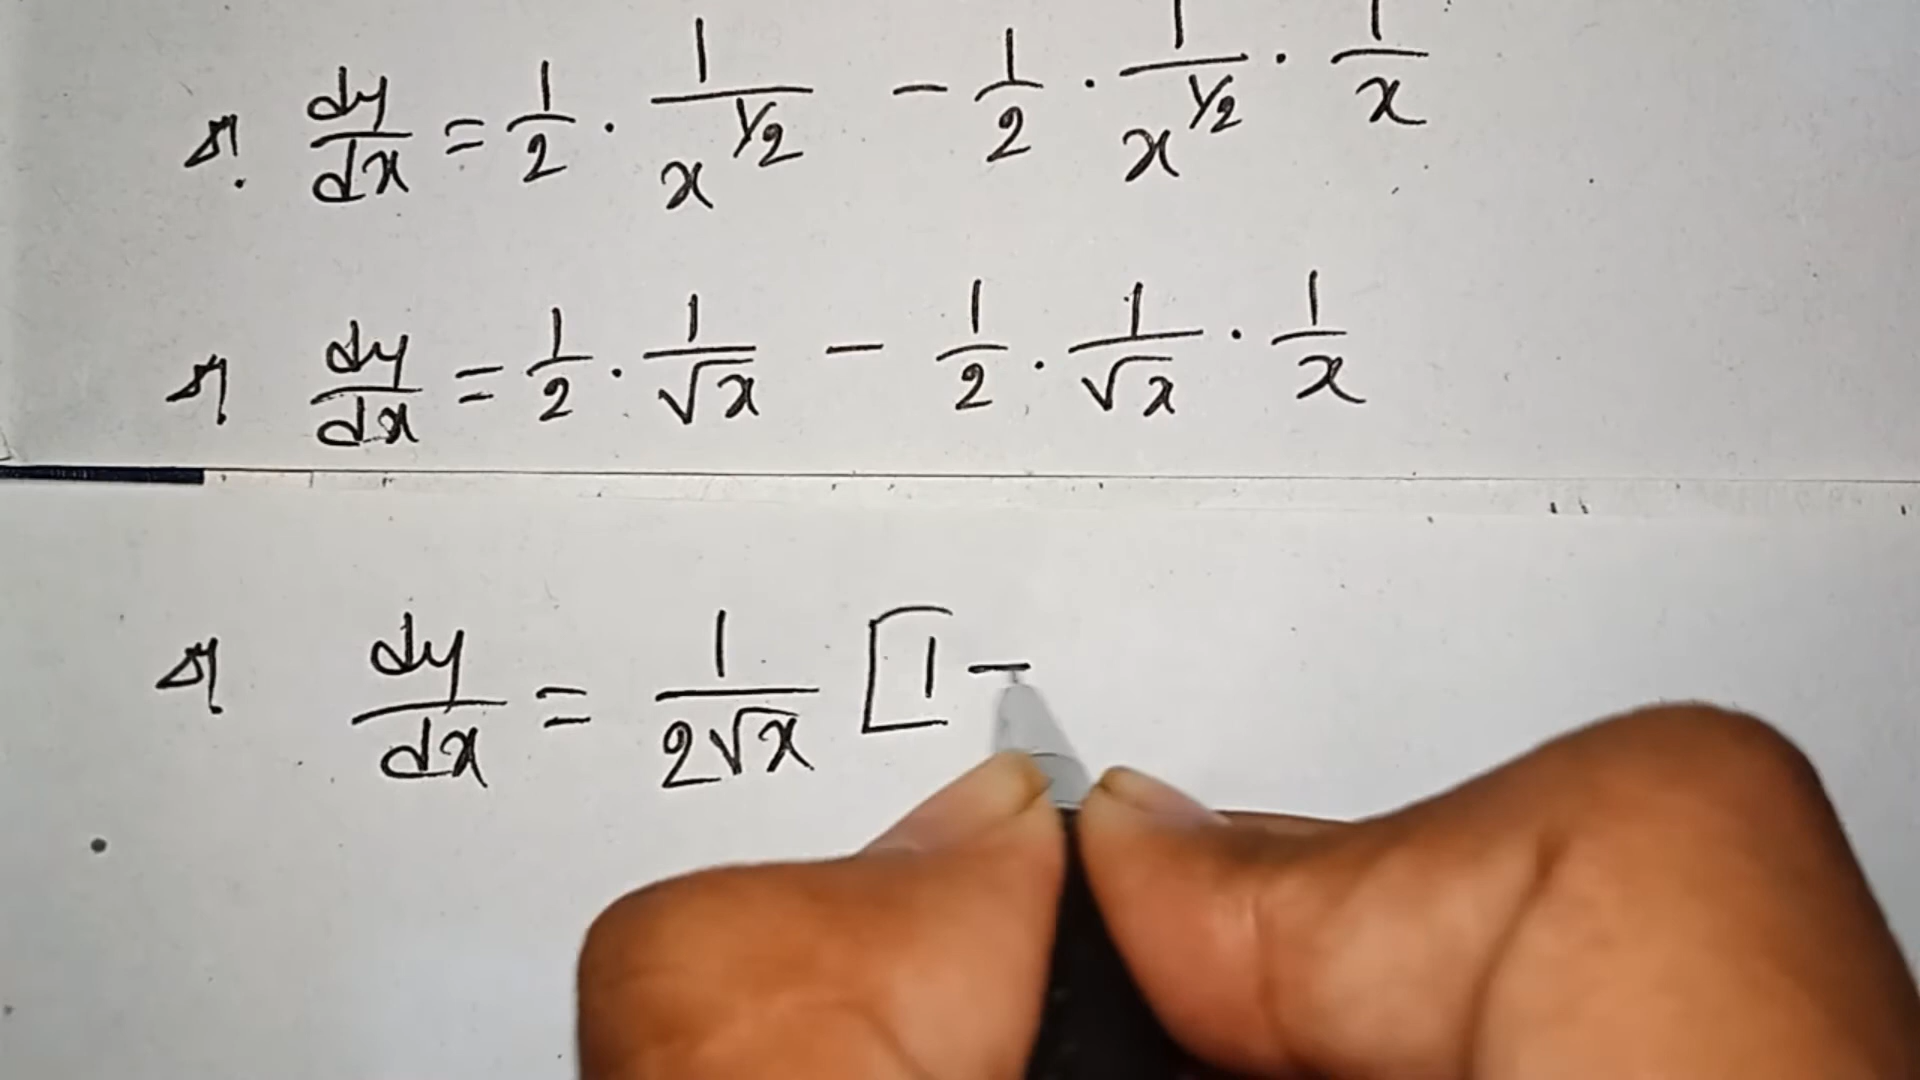 ⇒ dy/dx = 1/2 · 1/x^1/2 - 1/2 · 1/x^1/2 · 1/x
⇒ dy/dx = 1/2 · 1/√x - 1/2 · 1/√x · 1/x
⇒ dy/dx = 1/2√x [1 -